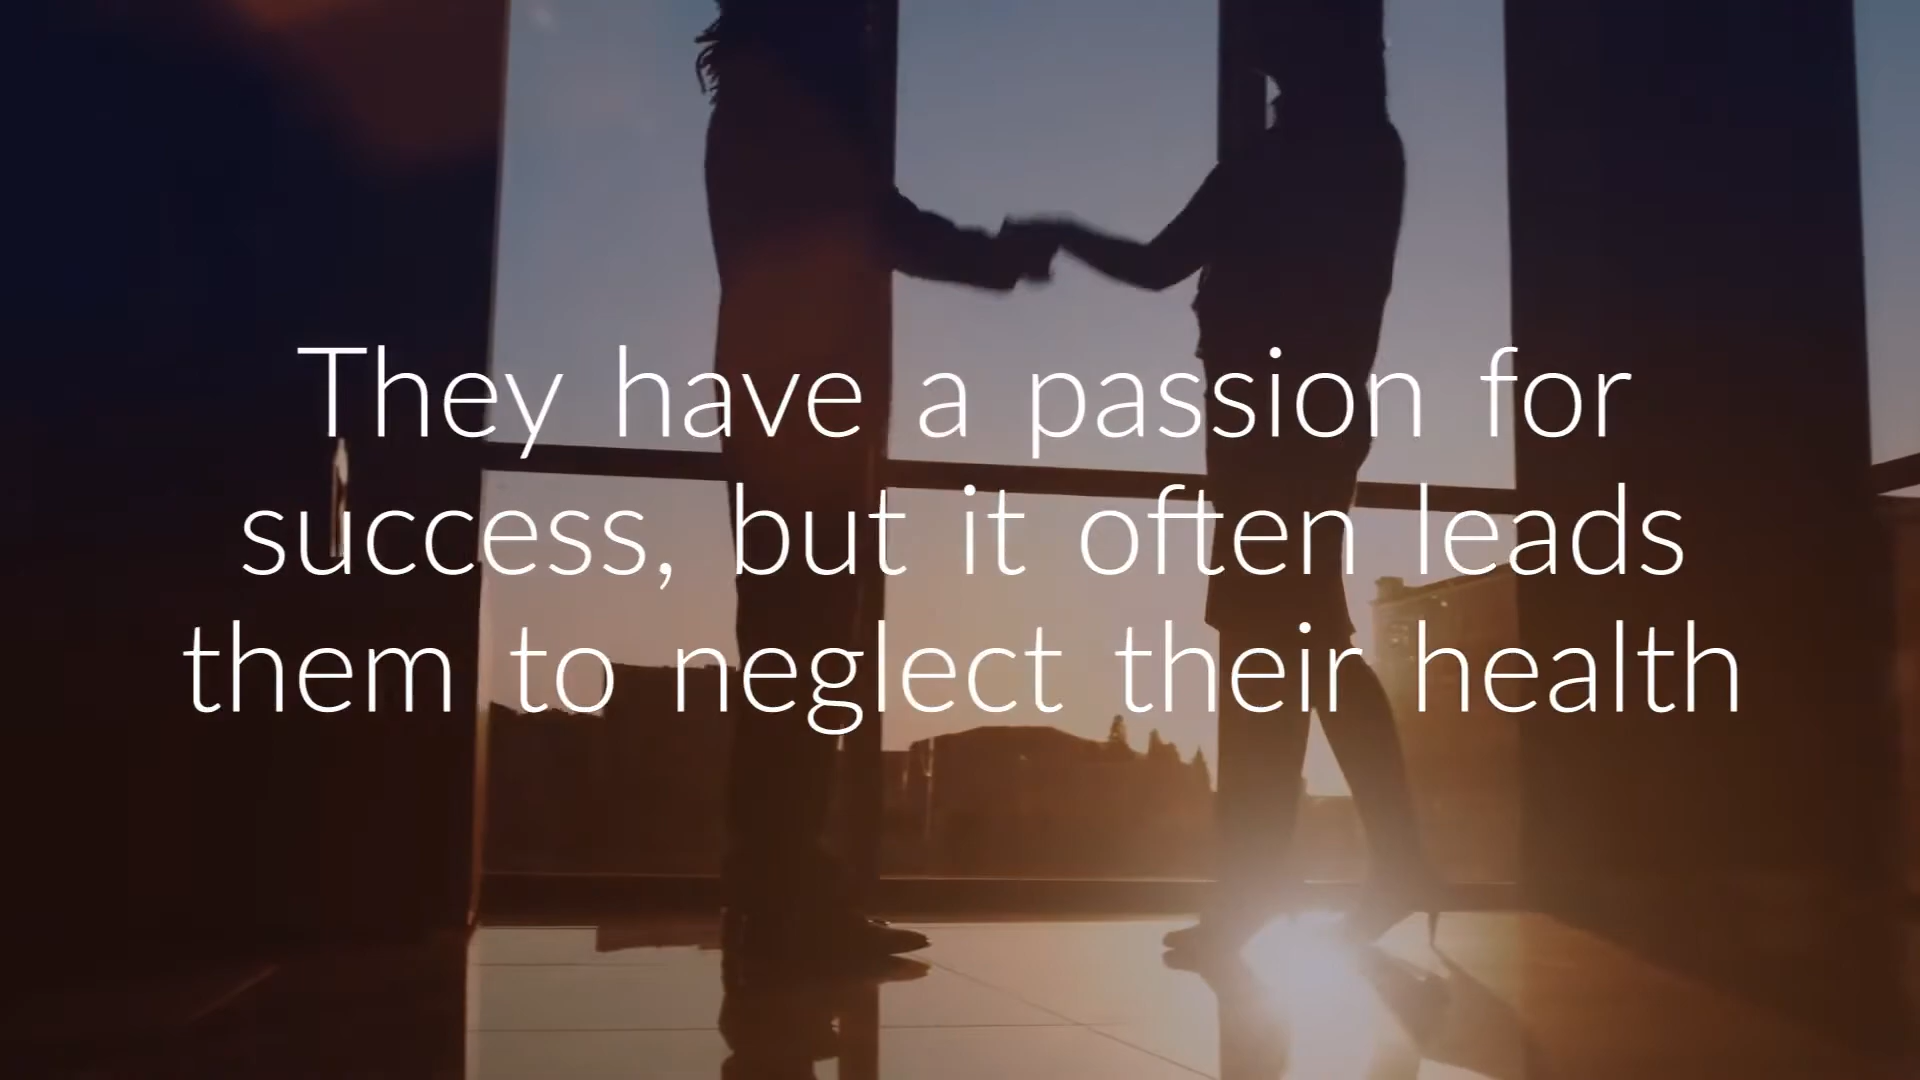 They have a passion for
success, but it often leads
them to neglect their health